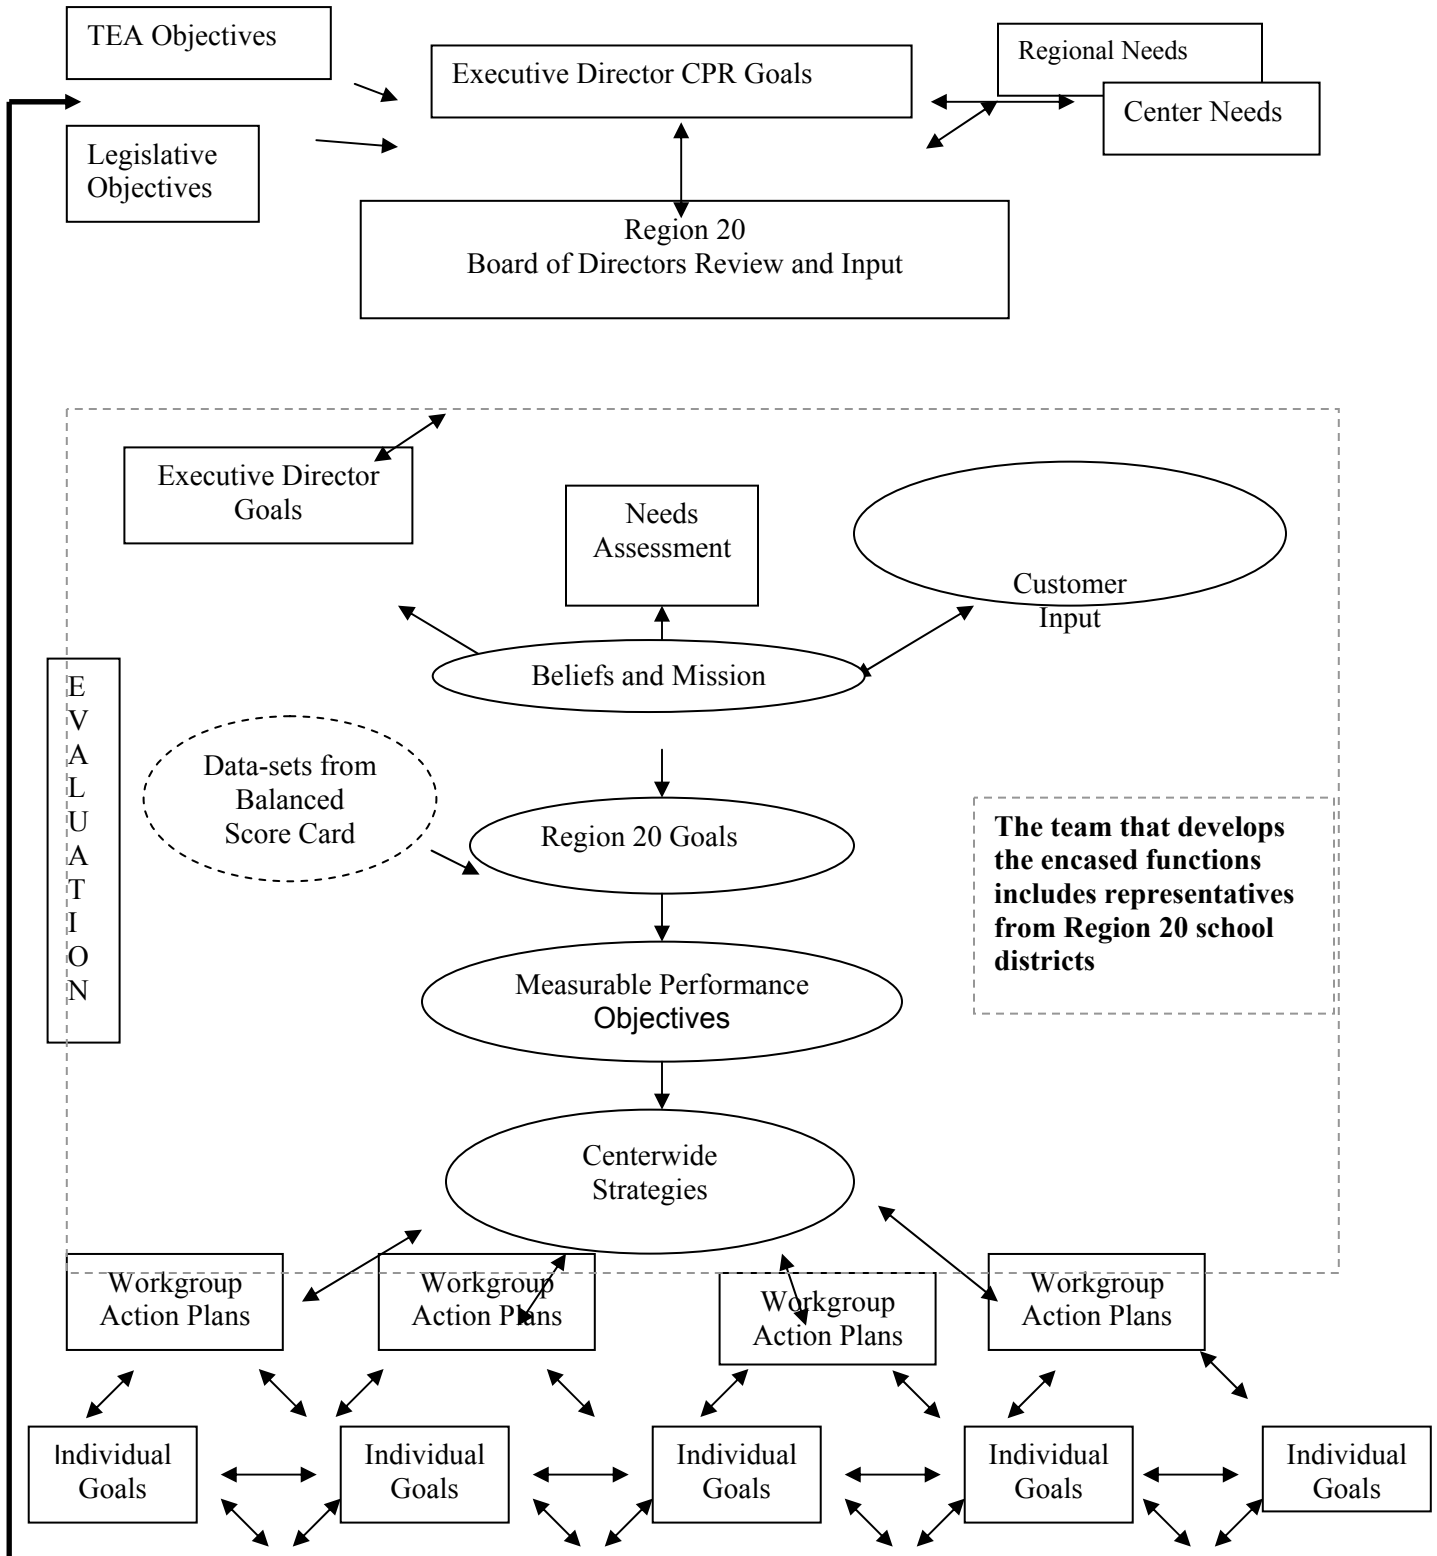 TEA Objectives
Executive Director CPR Goals
Regional Needs
Center Needs
Legislative
Objectives
Region 20
Board of Directors Review and Input
Executive Director
Goals
Needs
Assessment
Customer
Input
Beliefs and Mission
E
V
A
L
U
A
T
I
O
N
Data-sets from
Balanced
Score Card
Region 20 Goals
The team that develops
the encased functions
includes representatives
from Region 20 school
districts
Measurable Performance
Objectives
Centerwide
Strategies
Workgroup
Action Plans
Workgroup
Action Plans
Workgroup
Action Plans
Workgroup
Action Plans
Individual
Goals
Individual
Goals
Individual
Goals
Individual
Goals
Individual
Goals